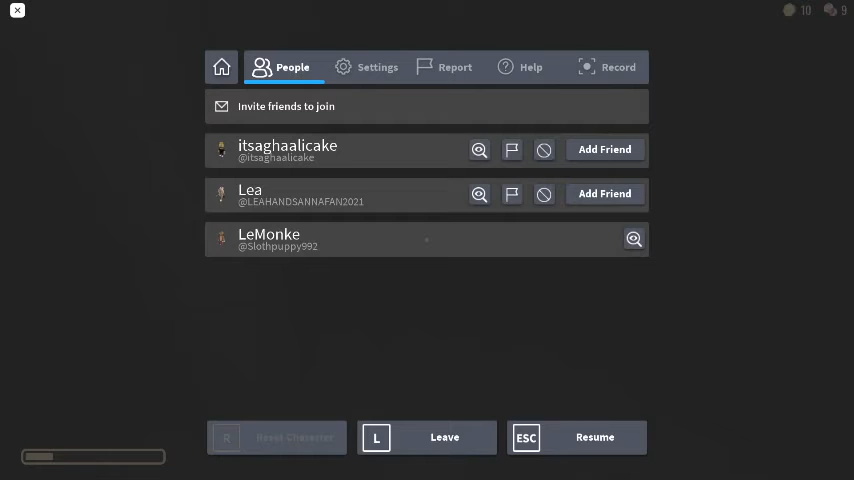 10 9
People Settings Report Help Record
Invite friends to join
itsaghaalicake
@itsaghaalicake
Add Friend
Lea
@LEAHANDSANNAFAN2021
Add Friend
LeMonke
@Slothpuppy992
R Reset Character L Leave ESC Resume